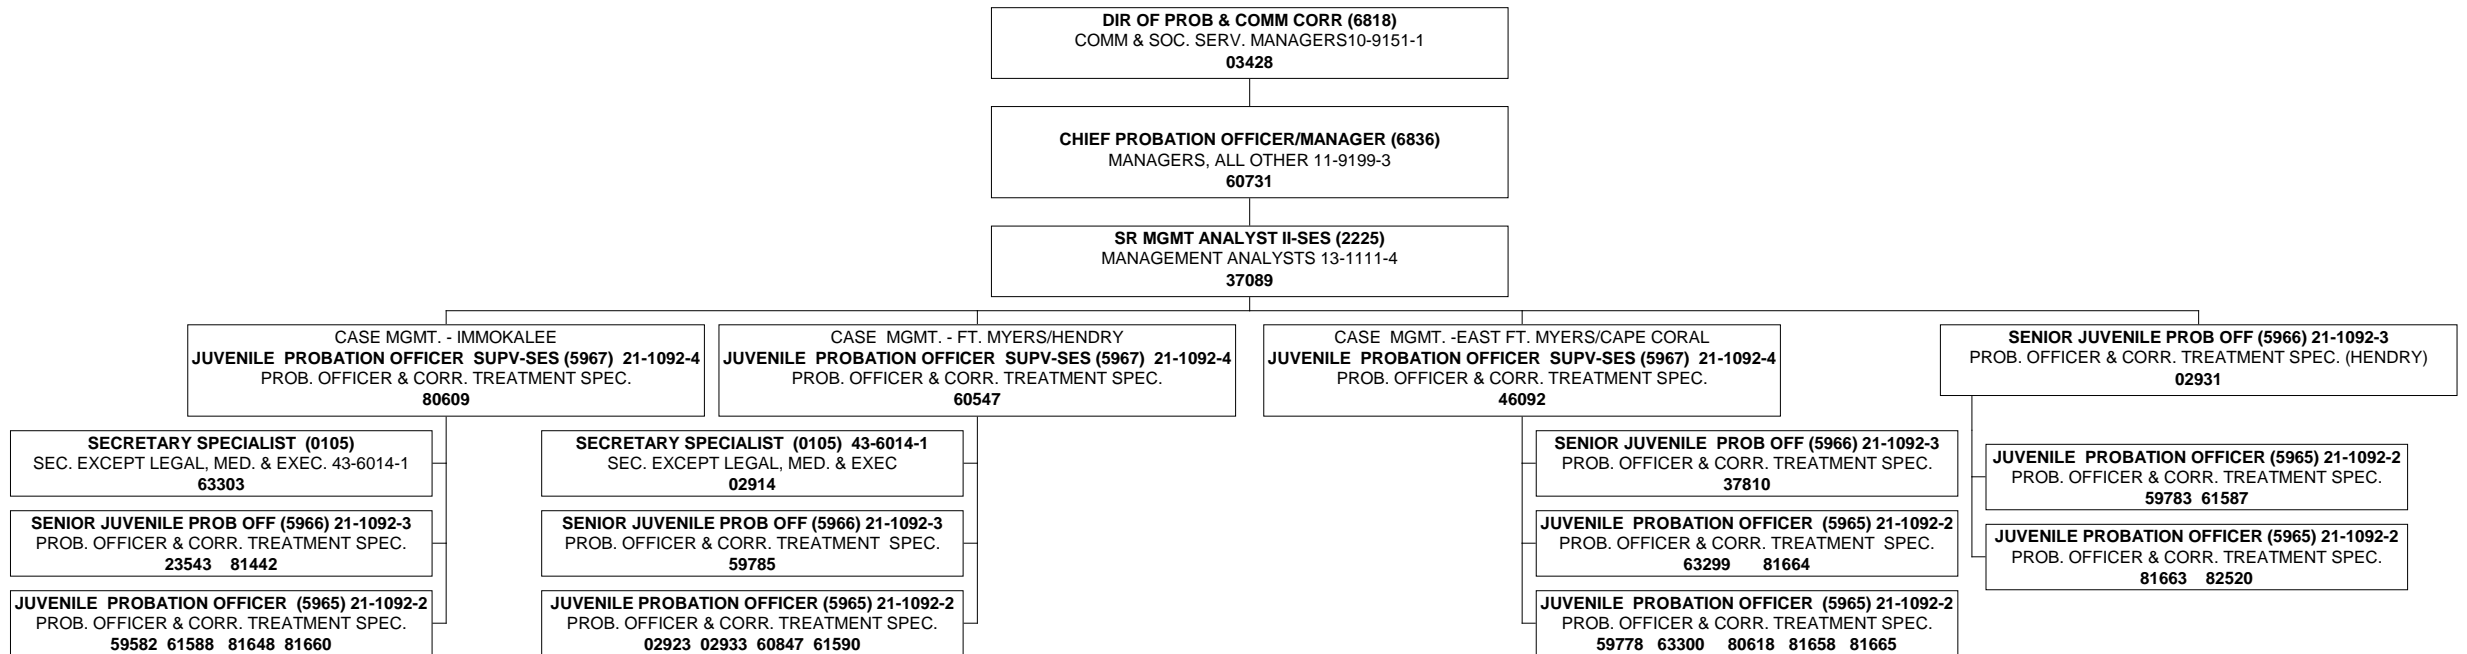 DIR OF PROB & COMM CORR (6818)
COMM & SOC. SERV. MANAGERS10-9151-1
03428
CHIEF PROBATION OFFICER/MANAGER (6836)
MANAGERS, ALL OTHER 11-9199-3
60731
SR MGMT ANALYST II-SES (2225)
MANAGEMENT ANALYSTS 13-1111-4
37089
CASE MGMT. - IMMOKALEE
JUVENILE PROBATION OFFICER SUPV-SES (5967) 21-1092-4
PROB. OFFICER & CORR. TREATMENT SPEC.
80609
CASE MGMT. - FT. MYERS/HENDRY
JUVENILE PROBATION OFFICER SUPV-SES (5967) 21-1092-4
PROB. OFFICER & CORR. TREATMENT SPEC.
60547
CASE MGMT. -EAST FT. MYERS/CAPE CORAL
JUVENILE PROBATION OFFICER SUPV-SES (5967) 21-1092-4
PROB. OFFICER & CORR. TREATMENT SPEC.
46092
SENIOR JUVENILE PROB OFF (5966) 21-1092-3
PROB. OFFICER & CORR. TREATMENT SPEC. (HENDRY)
02931
SECRETARY SPECIALIST (0105)
SEC. EXCEPT LEGAL, MED. & EXEC. 43-6014-1
63303
SENIOR JUVENILE PROB OFF (5966) 21-1092-3
PROB. OFFICER & CORR. TREATMENT SPEC.
23543 81442
JUVENILE PROBATION OFFICER (5965) 21-1092-2
PROB. OFFICER & CORR. TREATMENT SPEC.
59582 61588 81648 81660
SECRETARY SPECIALIST (0105) 43-6014-1
SEC. EXCEPT LEGAL, MED. & EXEC
02914
SENIOR JUVENILE PROB OFF (5966) 21-1092-3
PROB. OFFICER & CORR. TREATMENT SPEC.
59785
JUVENILE PROBATION OFFICER (5965) 21-1092-2
PROB. OFFICER & CORR. TREATMENT SPEC.
02923 02933 60847 61590
SENIOR JUVENILE PROB OFF (5966) 21-1092-3
PROB. OFFICER & CORR. TREATMENT SPEC.
37810
JUVENILE PROBATION OFFICER (5965) 21-1092-2
PROB. OFFICER & CORR. TREATMENT SPEC.
63299 81664
JUVENILE PROBATION OFFICER (5965) 21-1092-2
PROB. OFFICER & CORR. TREATMENT SPEC.
59778 63300 80618 81658 81665
JUVENILE PROBATION OFFICER (5965) 21-1092-2
PROB. OFFICER & CORR. TREATMENT SPEC.
59783 61587
JUVENILE PROBATION OFFICER (5965) 21-1092-2
PROB. OFFICER & CORR. TREATMENT SPEC.
81663 82520